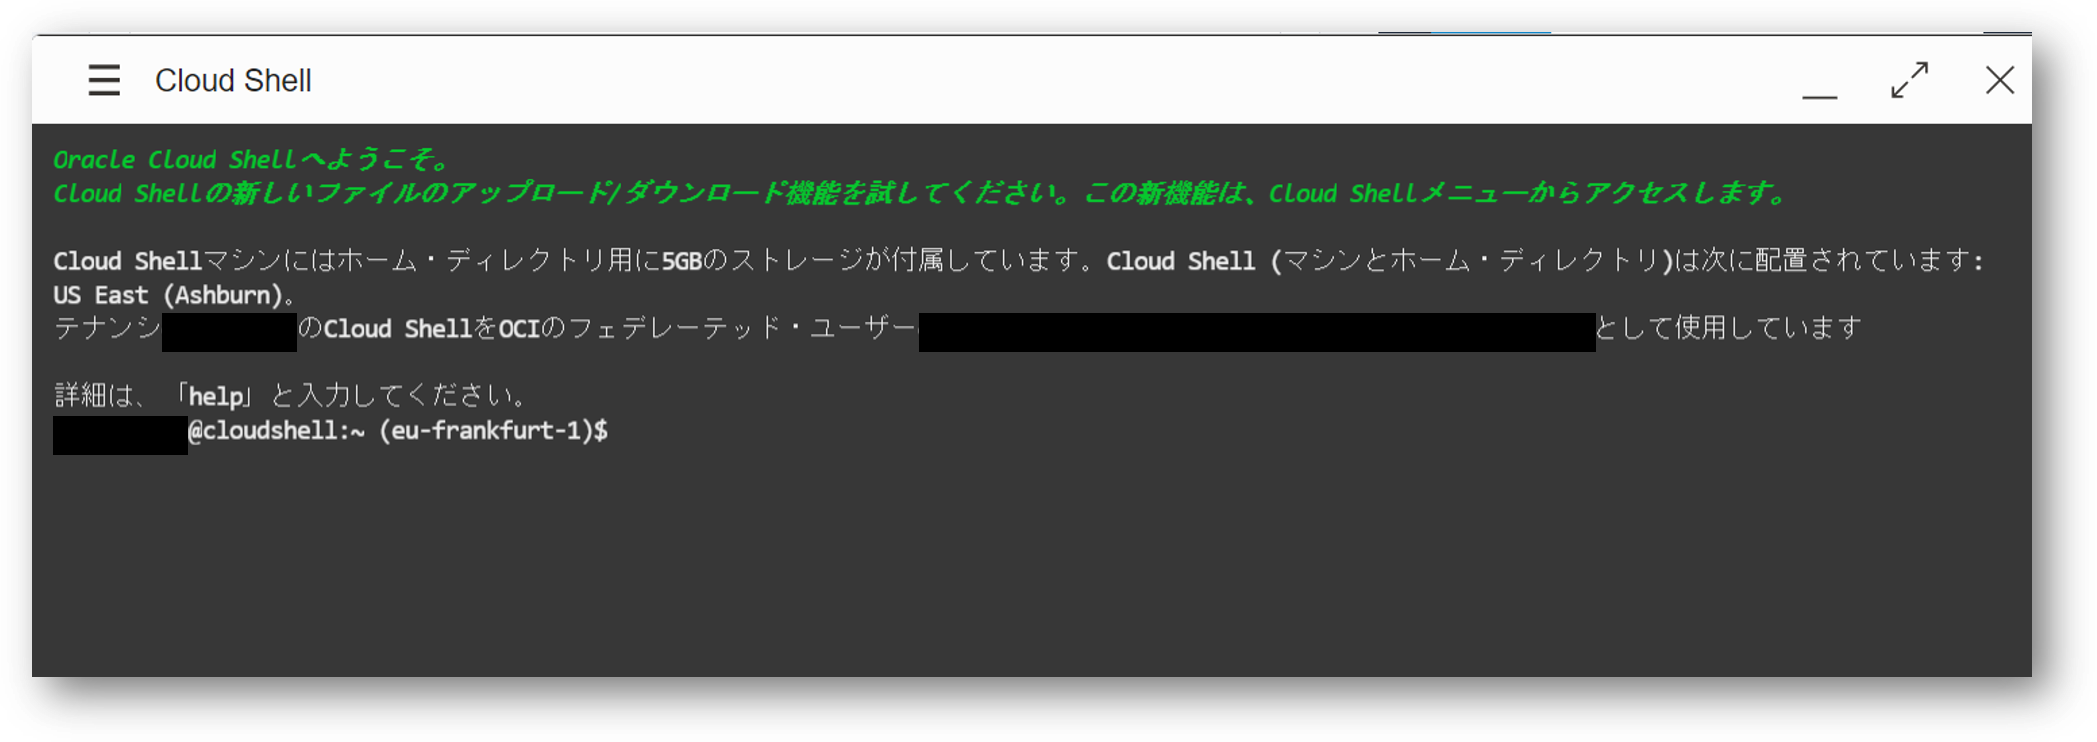 Cloud Shell
Oracle Cloud Shellへようこそ。
Cloud Shellの新しいファイルのアップロード/ダウンロード機能を試してください。この新機能は、Cloud Shellメニューからアクセスします。
Cloud Shellマシンにはホーム・ディレクトリ用に5GBのストレージが付属しています。Cloud Shell (マシンとホーム・ディレクトリ)は次に配置されています:
US East (Ashburn)。
テナンシ のCloud ShellをOCIのフェデレーテッド・ユーザー として使用しています
詳細は、「help」と入力してください。
@cloudshell:~ (eu-frankfurt-1)$